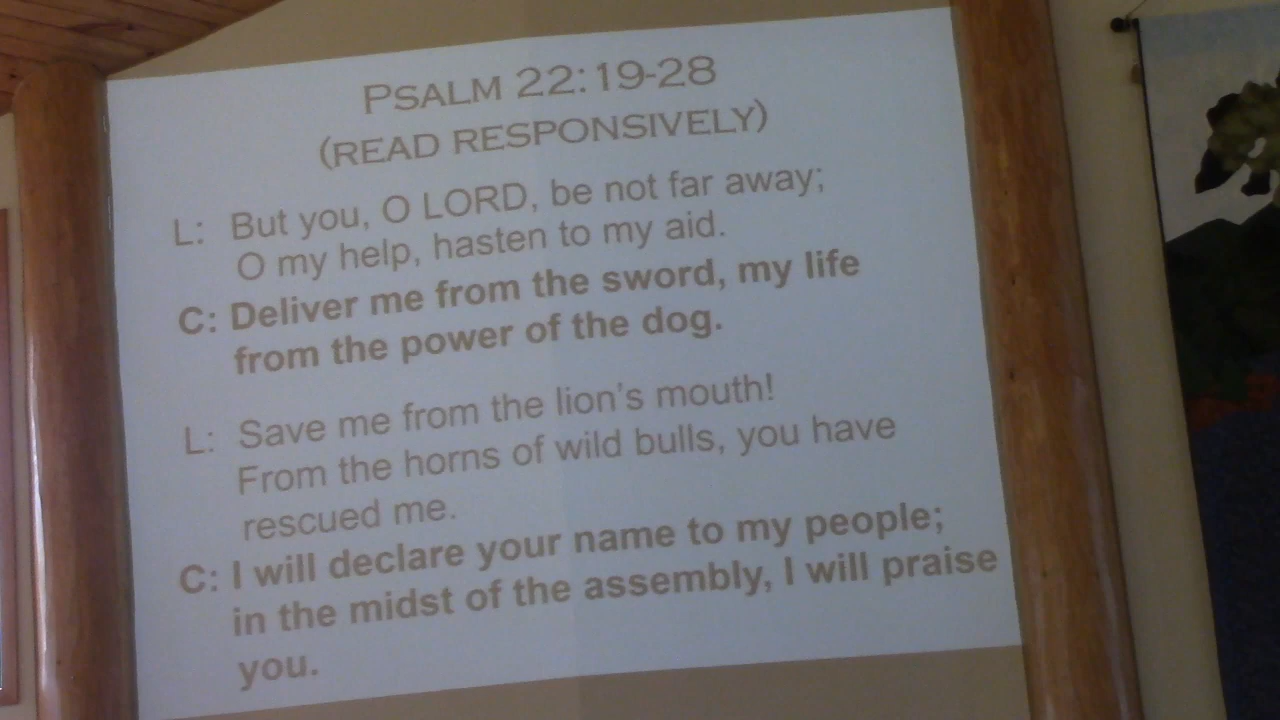 PSALM 22:19-28
(READ RESPONSIVELY)
L: But you, O LORD, be not far away;
O my help, hasten to my aid.
C: Deliver me from the sword, my life
from the power of the dog.
L: Save me from the lion's mouth!
From the horns of wild bulls, you have
rescued me.
C: I will declare your name to my people;
in the midst of the assembly, I will praise
you.